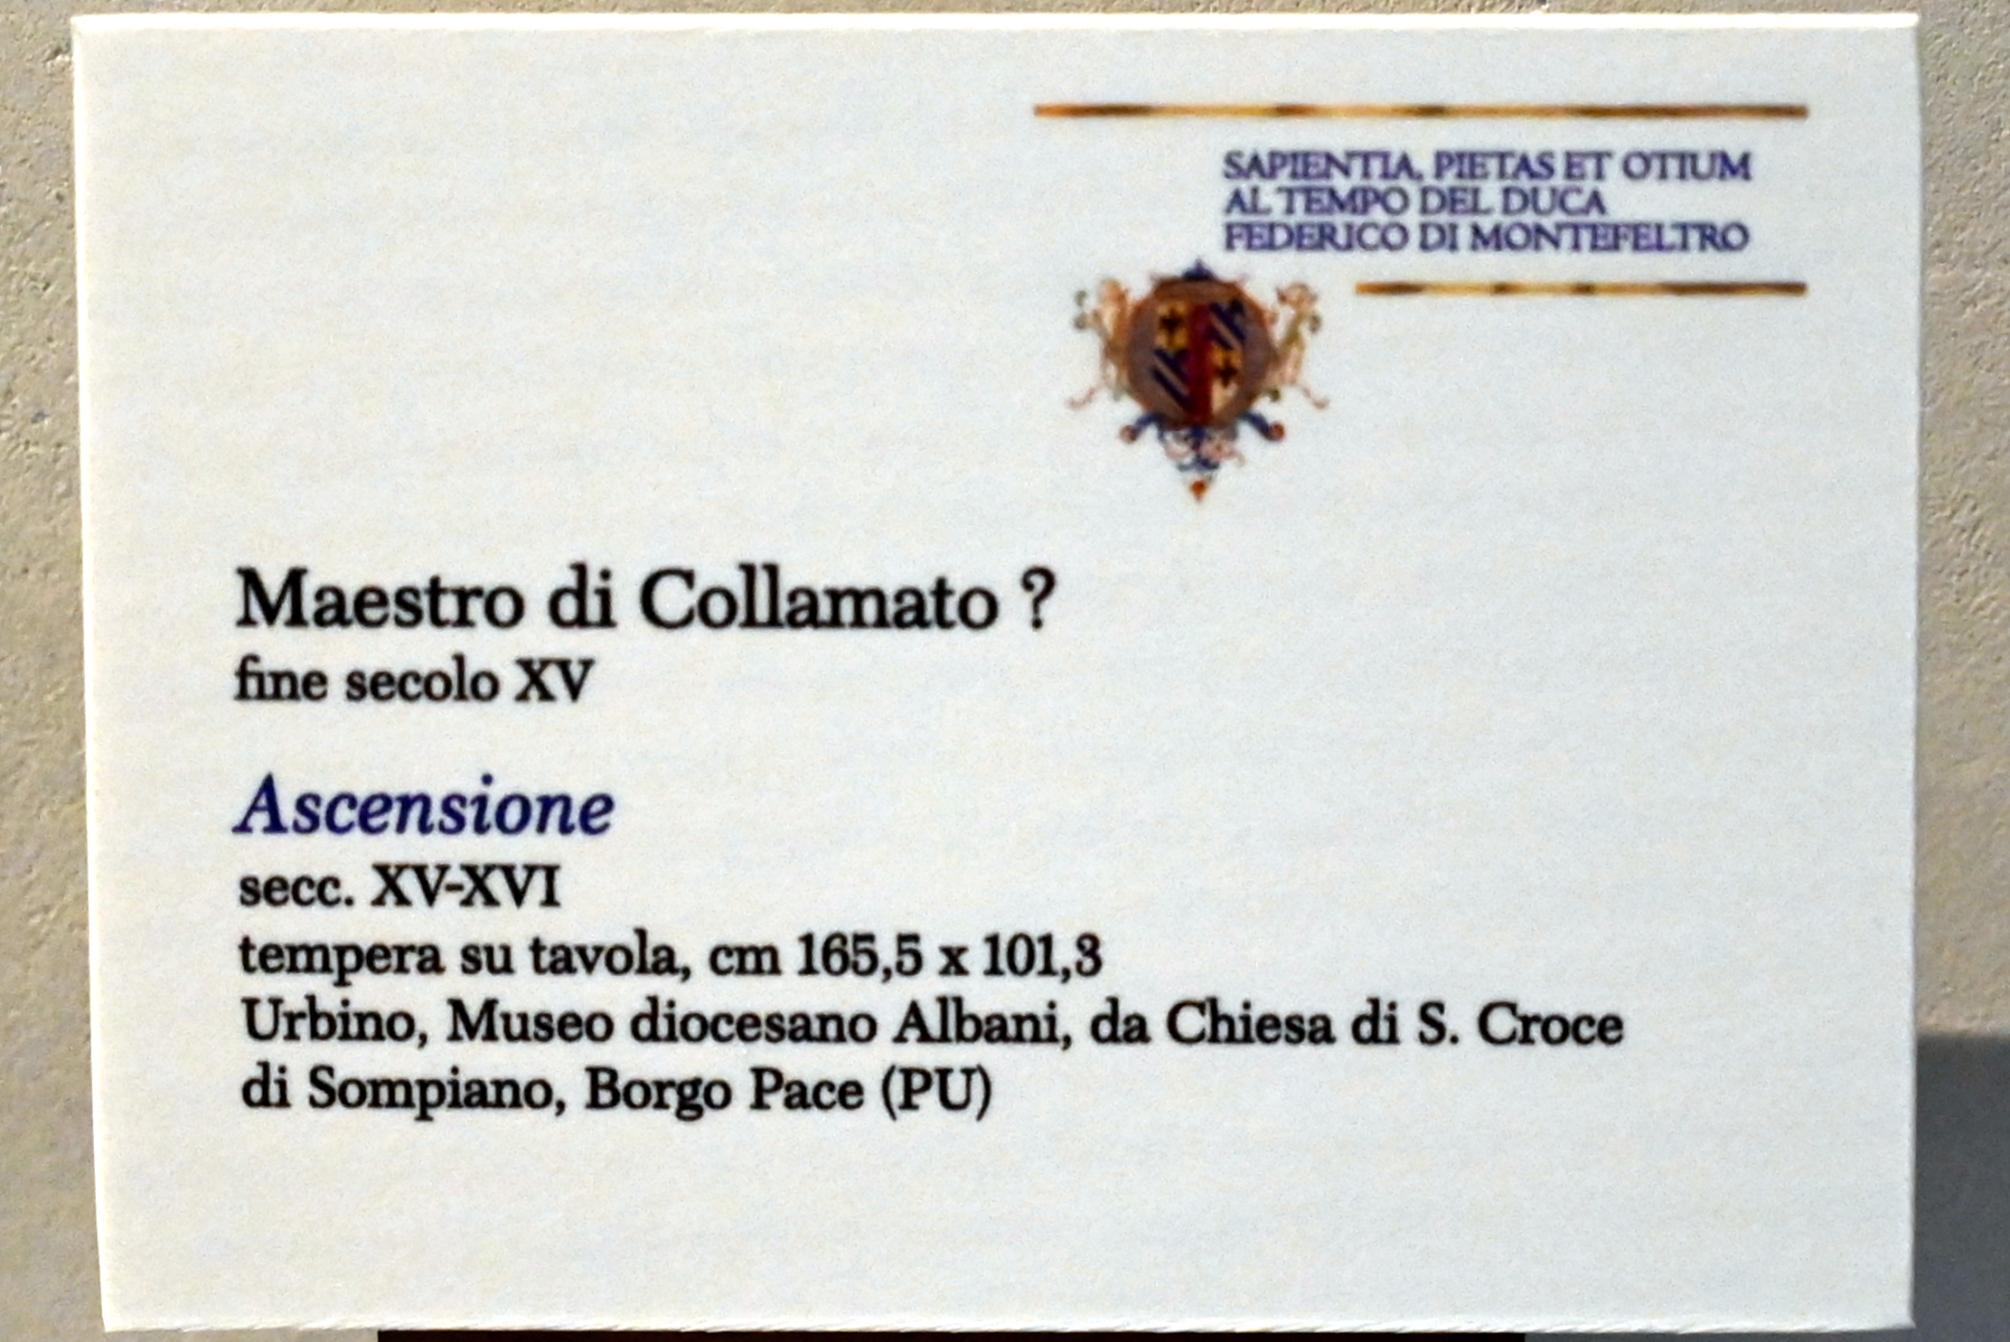 SAPIENTIA, PIETAS ET OTIUM
AL TEMPO DEL DUCA
FEDERICO DI MONTEFELTRO
Maestro di Collamato ?
fine secolo XV
Ascensione
secc. XV-XVI
tempera su tavola, cm 165,5 x 101,3
Urbino, Museo diocesano Albani, da Chiesa di S. Croce
di Sompiano, Borgo Pace (PU)